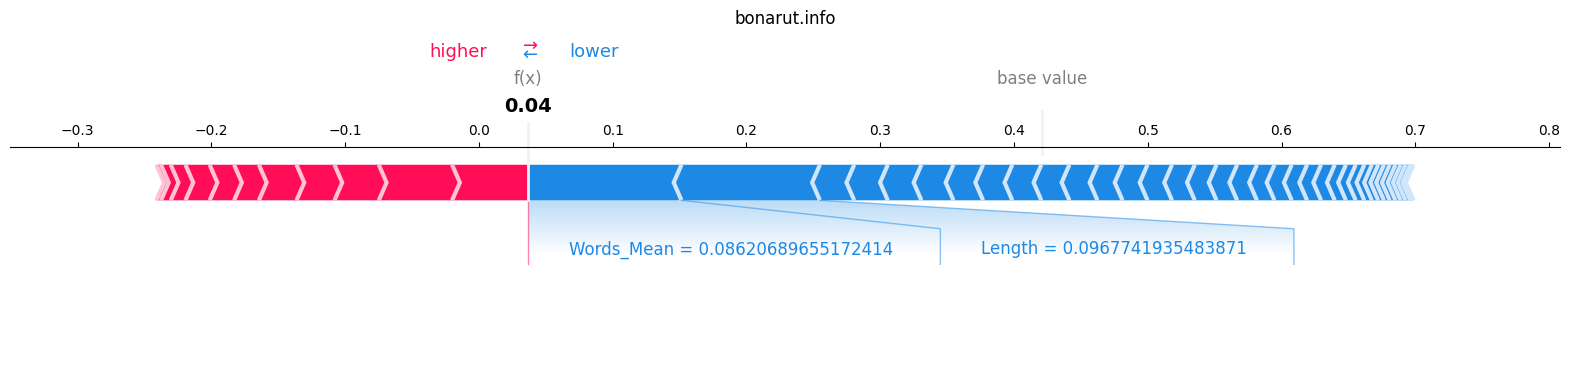 bonarut.info
higher ⇄ lower
f(x) base value
0.04
−0.3 −0.2 −0.1 0.0 0.1 0.2 0.3 0.4 0.5 0.6 0.7 0.8
Words_Mean = 0.08620689655172414 Length = 0.0967741935483871